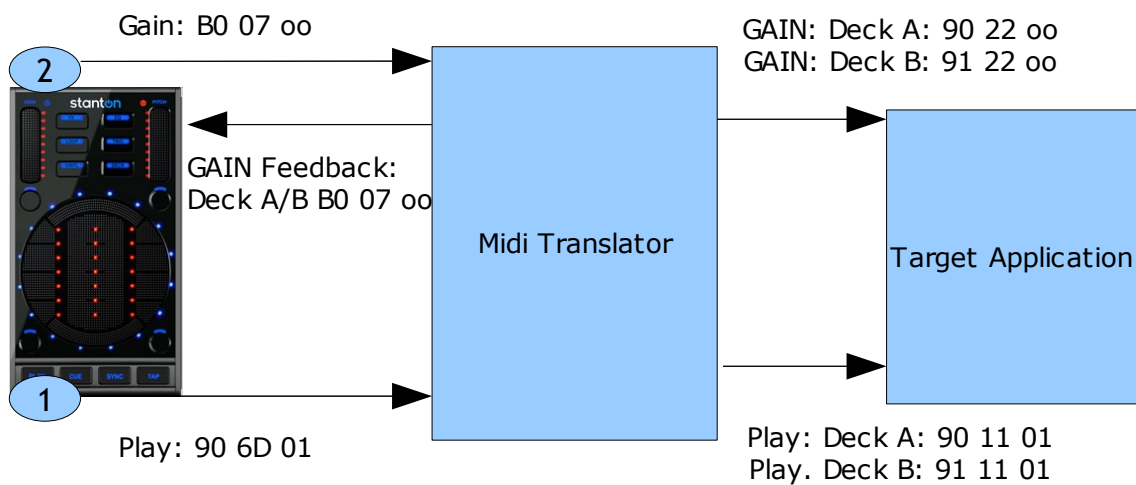 Gain: B0 07 oo
GAIN: Deck A: 90 22 oo
GAIN: Deck B: 91 22 oo
2
stanton
PITCH
GAIN Feedback:
Deck A/B B0 07 oo
Midi Translator
Target Application
CUE
SYNC
TAP
1
Play: 90 6D 01
Play: Deck A: 90 11 01
Play. Deck B: 91 11 01